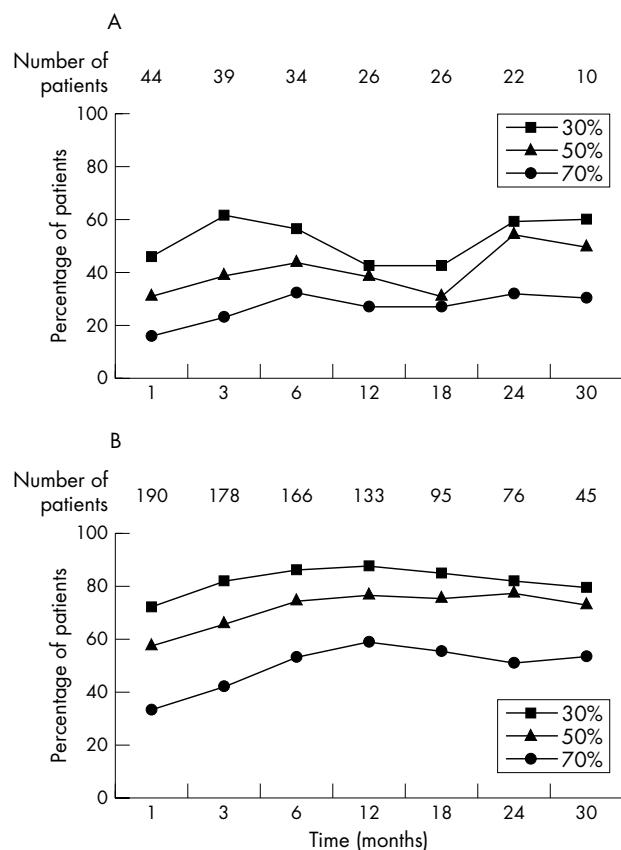 A
Number of
patients
44 39 34 26 26 22 10
100
80
60
40
20
0
Percentage of patients
30%
50%
70%
1 3 6 12 18 24 30
B
Number of
patients
190 178 166 133 95 76 45
100
80
60
40
20
0
Percentage of patients
30%
50%
70%
1 3 6 12 18 24 30
Time (months)